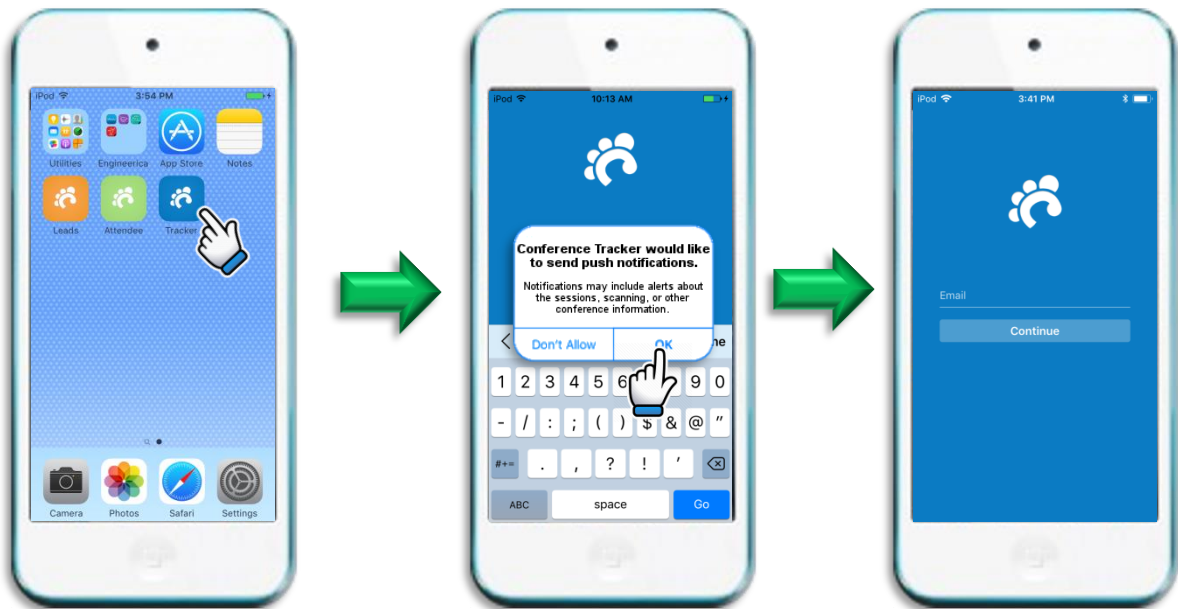 iPod 3:54 PM
Utilities Engineerica App Store Notes
Leads Attendee Tracker
Camera Photos Safari Settings
iPod 10:13 AM
Conference Tracker would like
to send push notifications.
Notifications may include alerts about
the sessions, scanning, or other
conference information.
Don't Allow OK
1 2 3 4 5 6 9 0
- / : ; ( ) $ & @ "
#+= . , ? ! '
ABC space Go
iPod 3:41 PM
Email
Continue